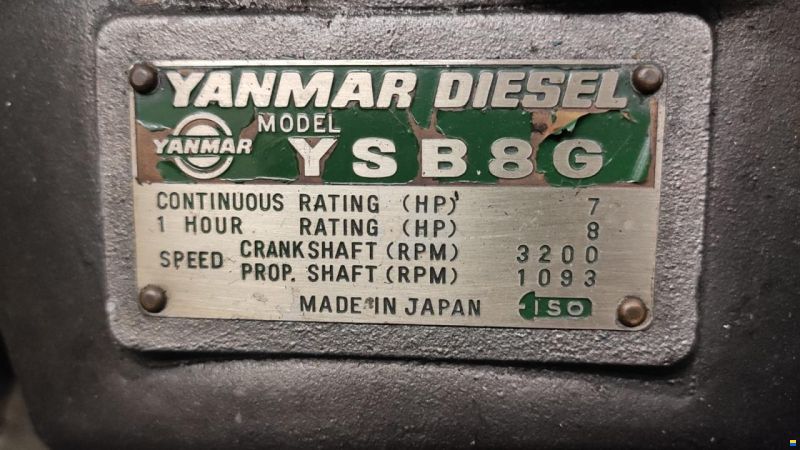 YANMAR DIESEL
MODEL
YANMAR YSB8G
CONTINUOUS RATING (HP) 7
1 HOUR RATING (HP) 8
SPEED CRANKSHAFT (RPM) 3200
PROP. SHAFT (RPM) 1093
MADE IN JAPAN ISO